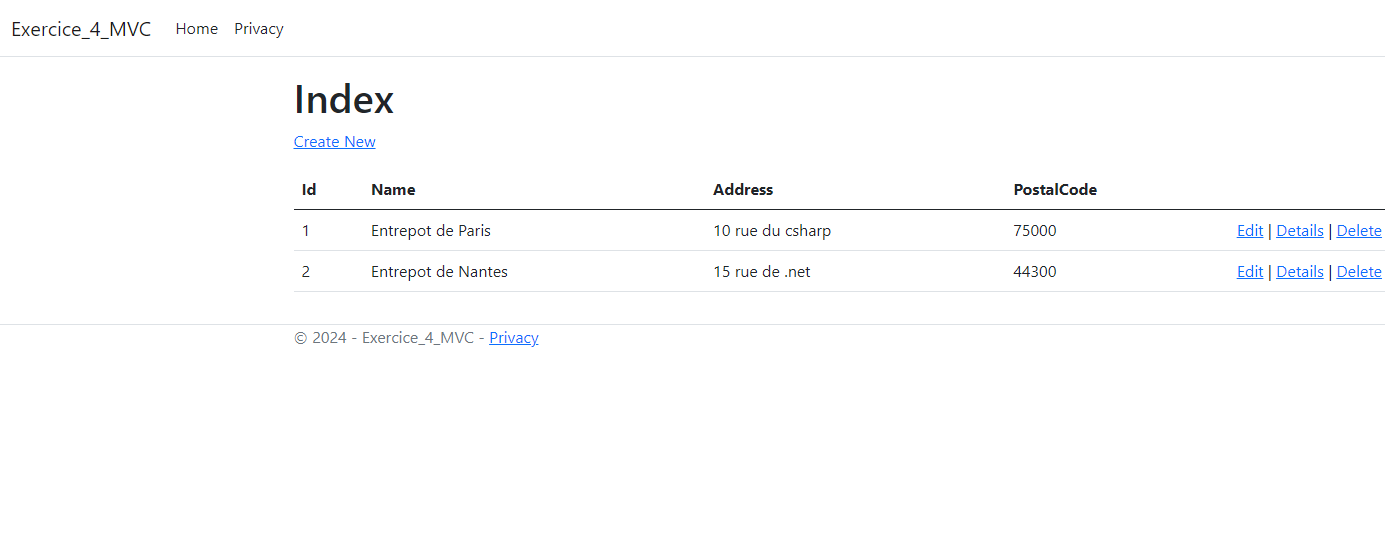 Exercice_4_MVC Home Privacy
Index
Create New
Id Name Address PostalCode
1 Entrepot de Paris 10 rue du csharp 75000 Edit | Details | Delete
2 Entrepot de Nantes 15 rue de .net 44300 Edit | Details | Delete
© 2024 - Exercice_4_MVC - Privacy